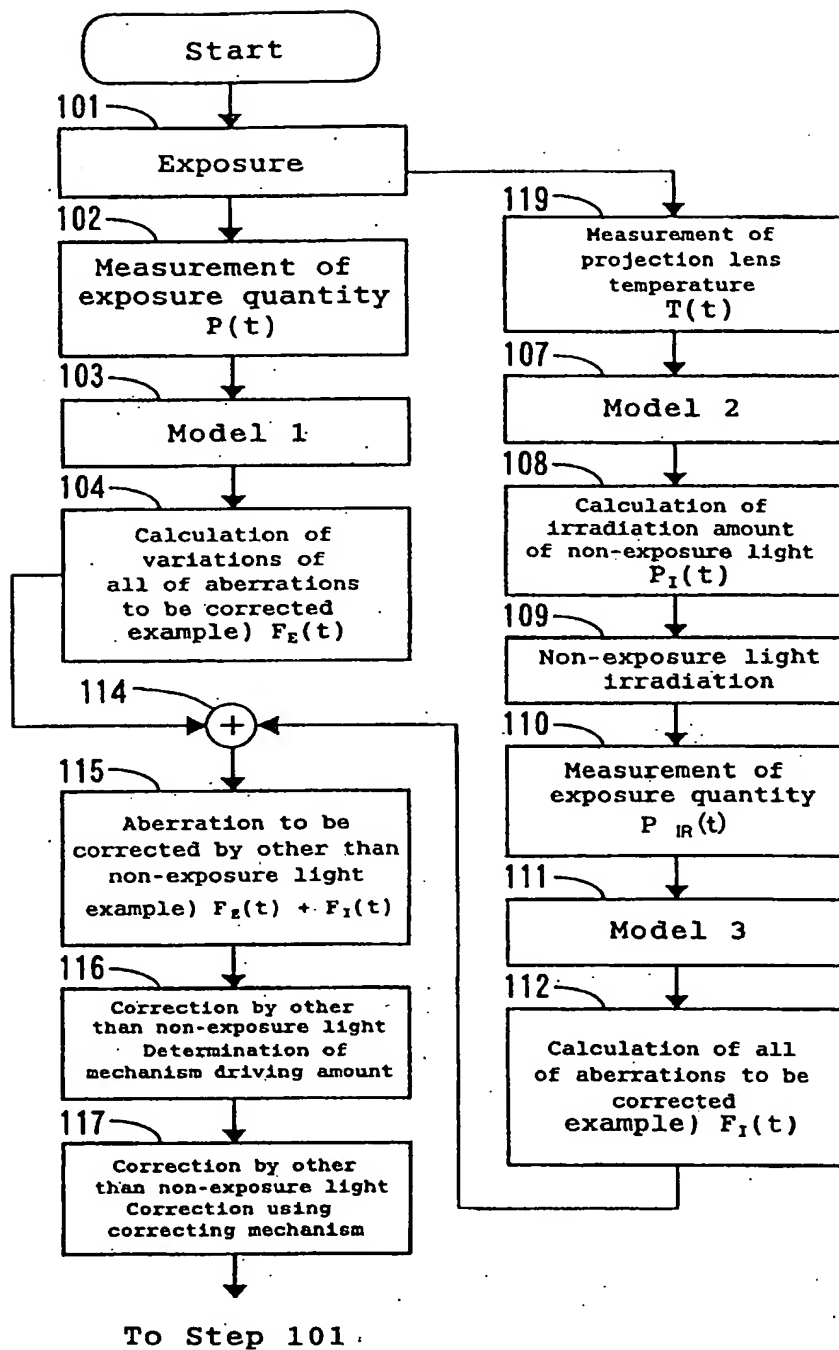 Start
101
Exposure
102
Measurement of
exposure quantity
P(t)
103
Model 1
104
Calculation of
variations of
all of aberrations
to be corrected
example) F_E(t)
114
+
115
Aberration to be
corrected by other than
non-exposure light
example) F_E(t) + F_I(t)
116
Correction by other
than non-exposure light
Determination of
mechanism driving amount
117
Correction by other
than non-exposure light
Correction using
correcting mechanism
To Step 101
119
Measurement of
projection lens
temperature
T(t)
107
Model 2
108
Calculation of
irradiation amount
of non-exposure light
P_I(t)
109
Non-exposure light
irradiation
110
Measurement of
exposure quantity
P_IR(t)
111
Model 3
112
Calculation of all
of aberrations to be
corrected
example) F_I(t)